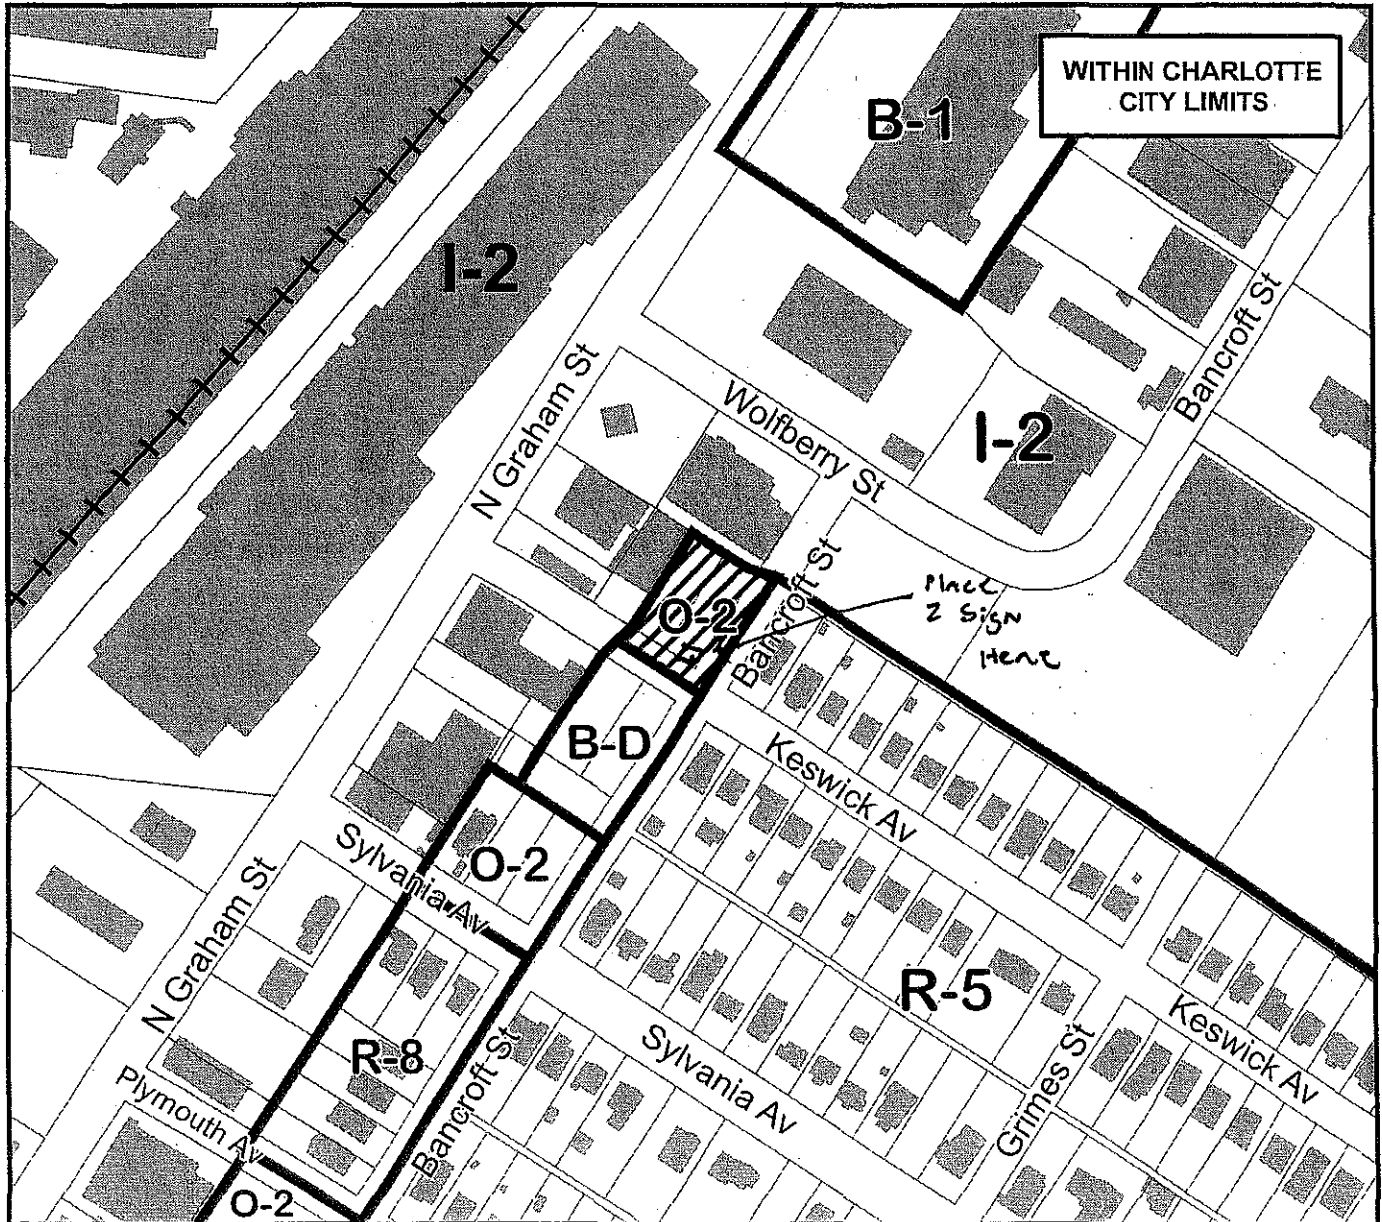 WITHIN CHARLOTTE
CITY LIMITS
B-1
I-2
Bancroft St
N Graham St
Wolfberry St
I-2
Bancroft St
Place
2 Sign
Here
O-2
B-D
Keswick Av
Sylvania Av
O-2
N Graham St
R-5
Keswick Av
R-8
Bancroft St
Sylvania Av
Grimes St
Plymouth Av
O-2